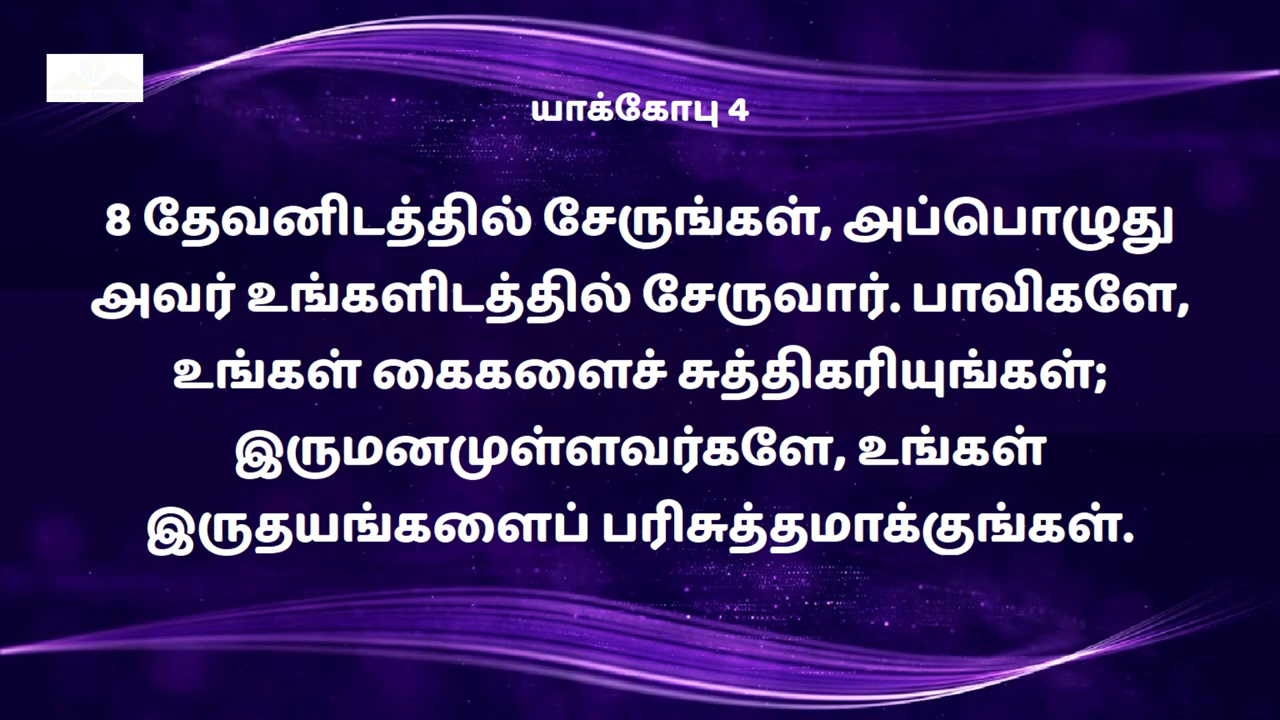 யாக்கோபு 4
8 தேவனிடத்தில் சேருங்கள், அப்பொழுது
அவர் உங்களிடத்தில் சேருவார். பாவிகளே,
உங்கள் கைகளைச் சுத்திகரியுங்கள்;
இருமனமுள்ளவர்களே, உங்கள்
இருதயங்களைப் பரிசுத்தமாக்குங்கள்.